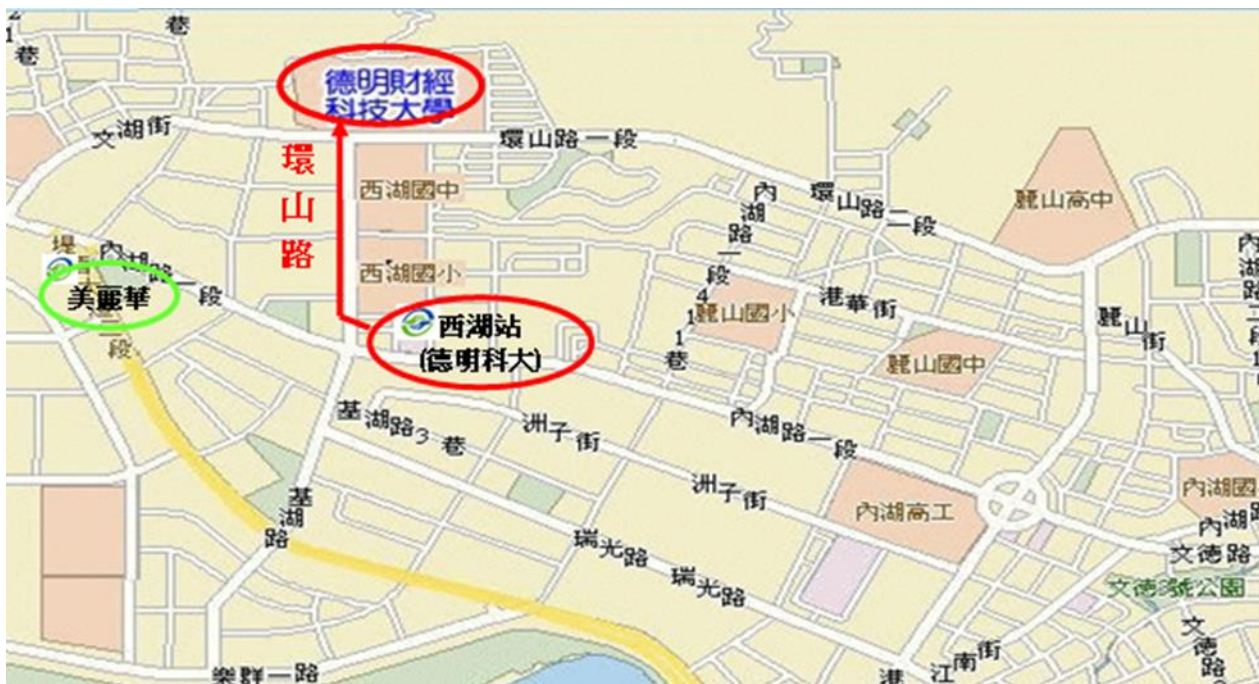 巷
德明財經
科技大學
文湖街
環山路一段
環山路
西湖國中
西湖國小
內湖路一段
美麗華
西湖站
(德明科大)
內湖路一段411巷
環山路二段
麗山高中
麗山國小
港華街
麗山國中
麗山街
基湖路3巷
洲子街
內湖路一段
洲子街
內湖高工
基湖路
瑞光路
瑞光路
文德路
文德3號公園
江南街
樂群一路